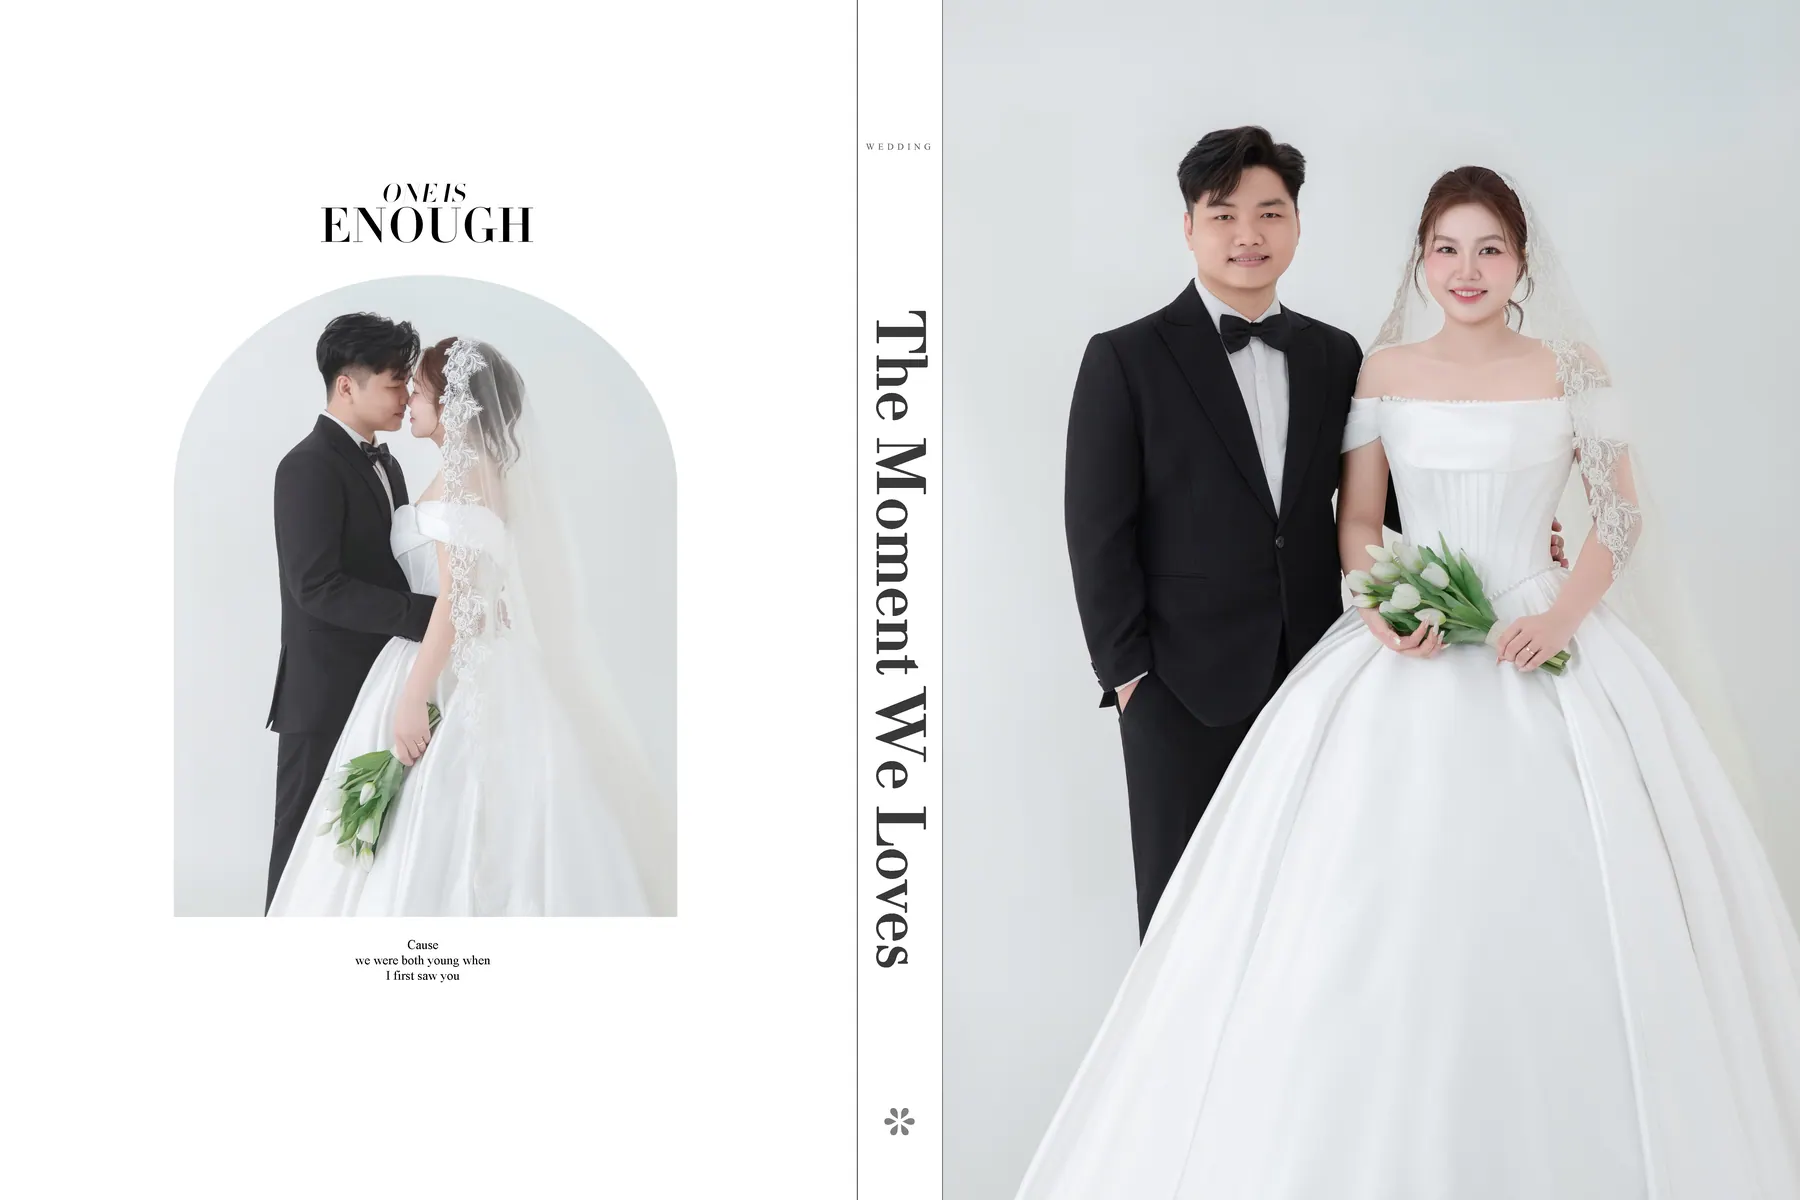 ONE IS
ENOUGH
Cause
we were both young when
I first saw you
WEDDING
The Moment We Loves